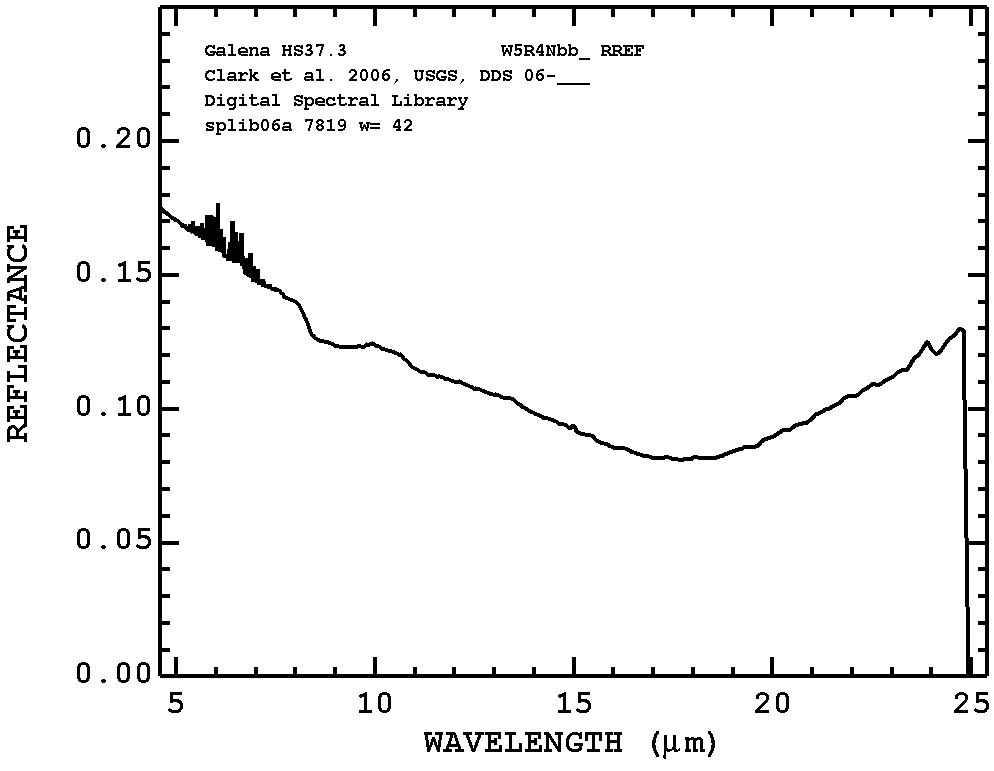 Galena HS37.3 W5R4Nbb_ RREF
Clark et al. 2006, USGS, DDS 06-___
Digital Spectral Library
splib06a 7819 w= 42
0.20
0.15
0.10
0.05
0.00
REFLECTANCE
5 10 15 20 25
WAVELENGTH (μm)